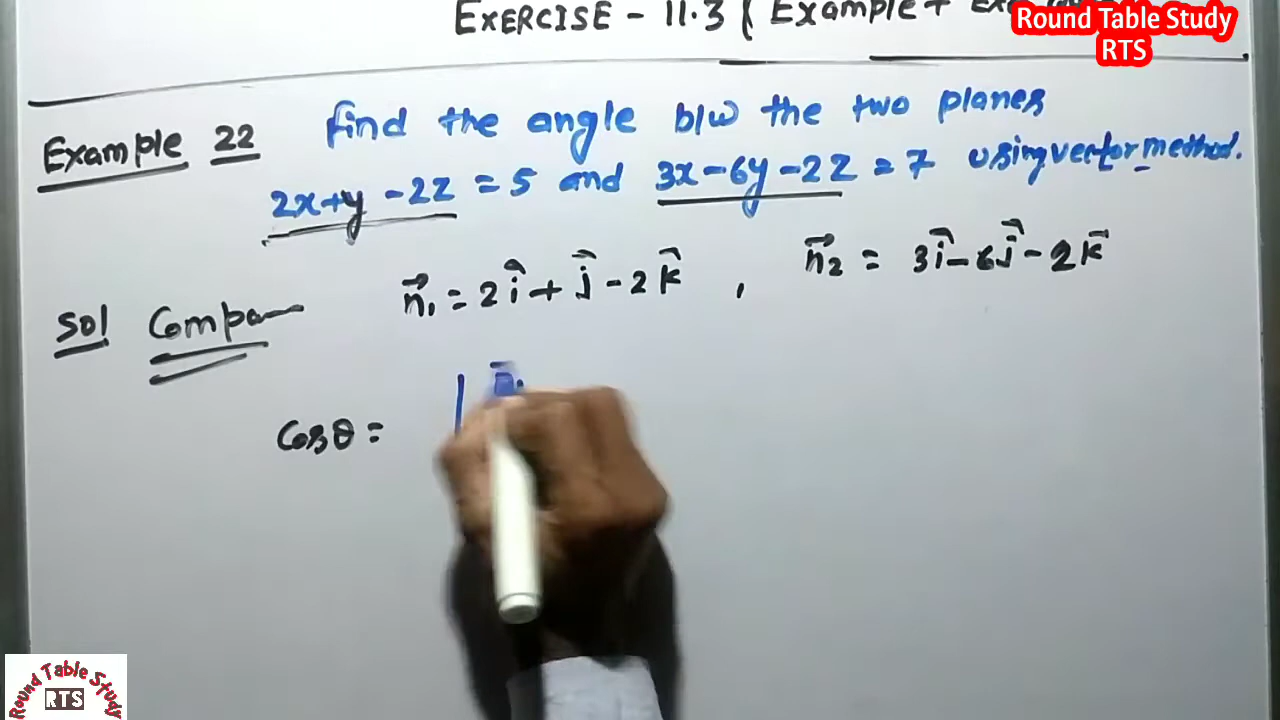 EXERCISE - 11.3 ( Example +
Round Table Study
RTS
Example 22 Find the angle b/w the two planes
2x+y -2z = 5 and 3x-6y-2z = 7 using vector method.
Sol Compa
n⃗₁ = 2î + ĵ - 2k̂ , n⃗₂ = 3î - 6ĵ - 2k̂
Cosθ =
Round Table Study
RTS